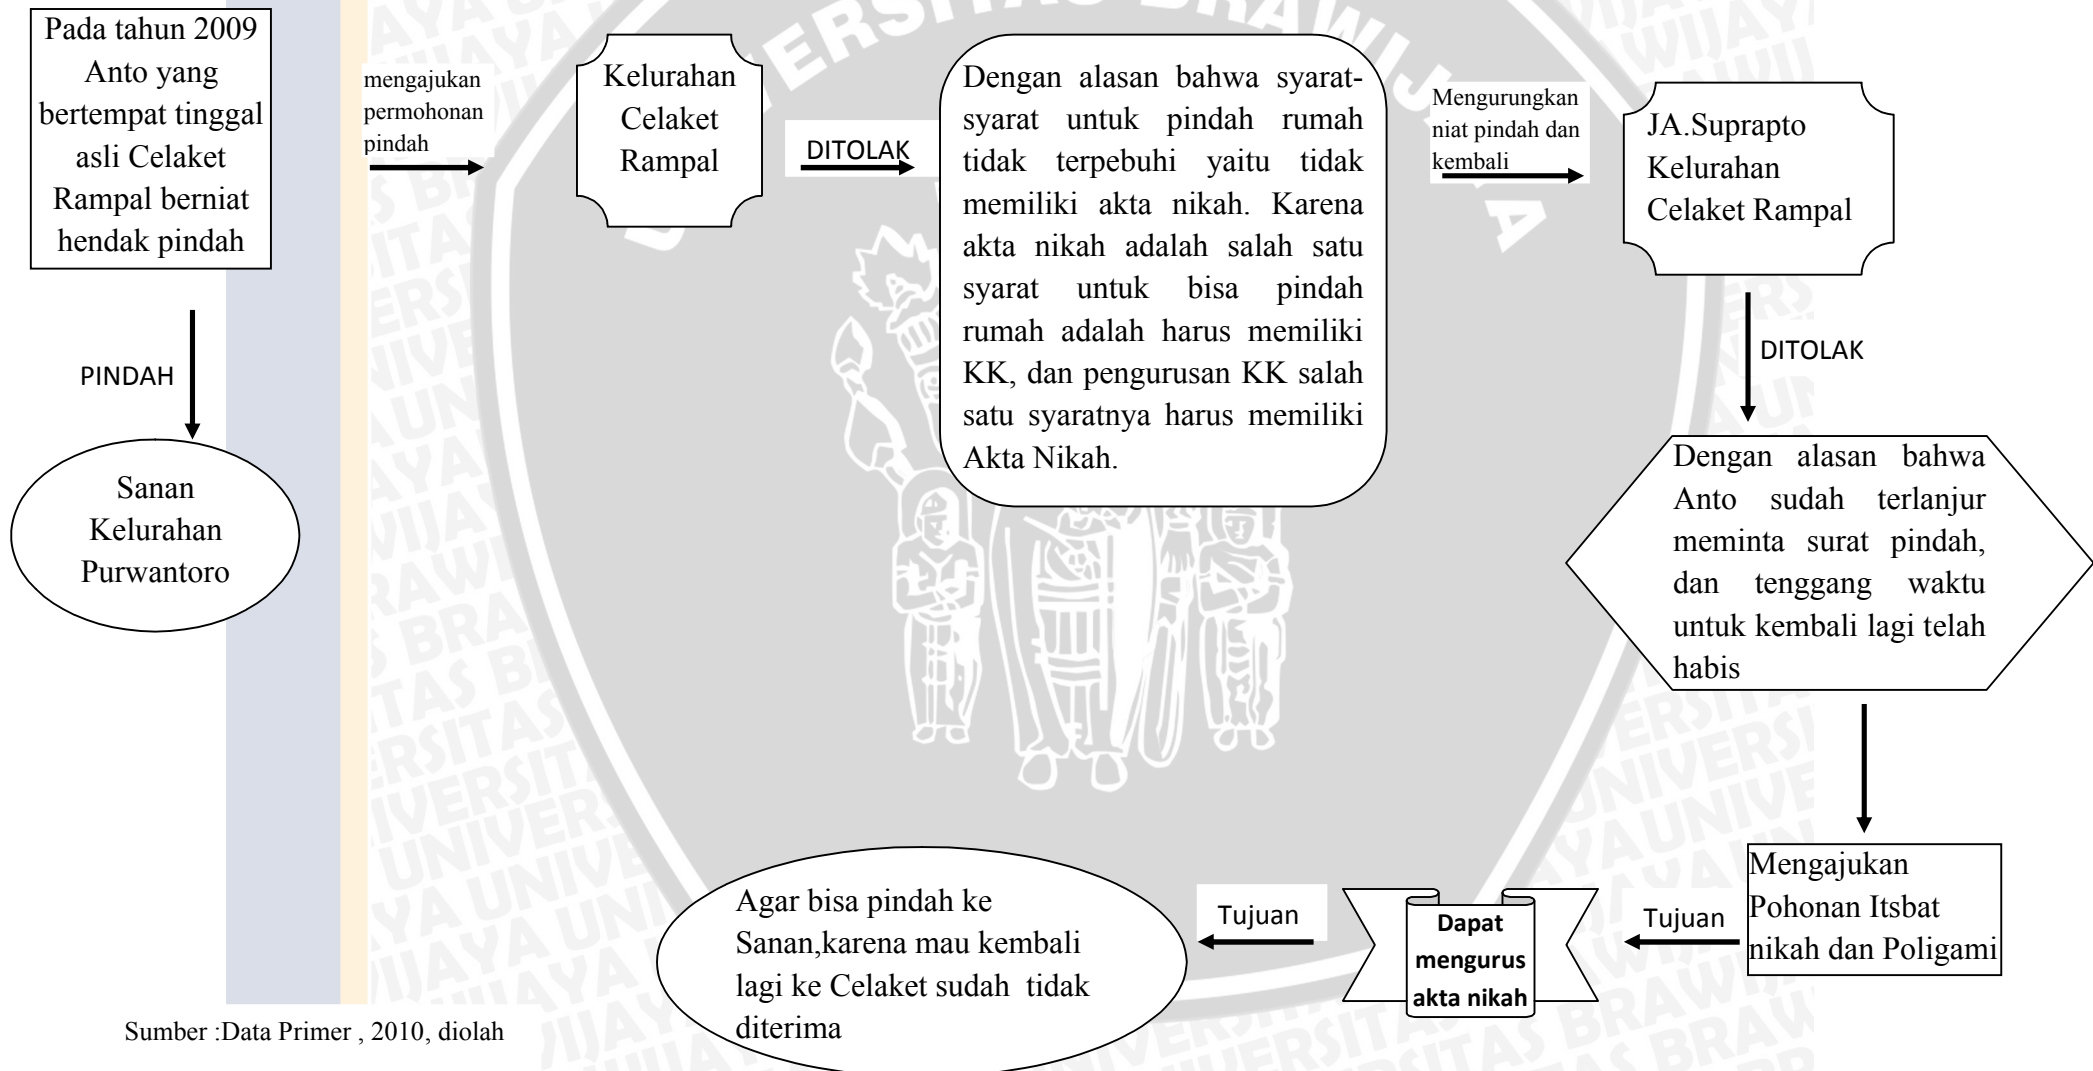 Pada tahun 2009
Anto yang
bertempat tinggal
asli Celaket
Rampal berniat
hendak pindah
PINDAH
Sanan
Kelurahan
Purwantoro
mengajukan
permohonan
pindah
Kelurahan
Celaket
Rampal
DITOLAK
Dengan alasan bahwa syarat-
syarat untuk pindah rumah
tidak terpebuhi yaitu tidak
memiliki akta nikah. Karena
akta nikah adalah salah satu
syarat untuk bisa pindah
rumah adalah harus memiliki
KK, dan pengurusan KK salah
satu syaratnya harus memiliki
Akta Nikah.
Mengurungkan
niat pindah dan
kembali
JA.Suprapto
Kelurahan
Celaket Rampal
DITOLAK
Dengan alasan bahwa
Anto sudah terlanjur
meminta surat pindah,
dan tenggang waktu
untuk kembali lagi telah
habis
Mengajukan
Pohonan Itsbat
nikah dan Poligami
Tujuan
Dapat
mengurus
akta nikah
Tujuan
Agar bisa pindah ke
Sanan,karena mau kembali
lagi ke Celaket sudah tidak
diterima
Sumber :Data Primer , 2010, diolah